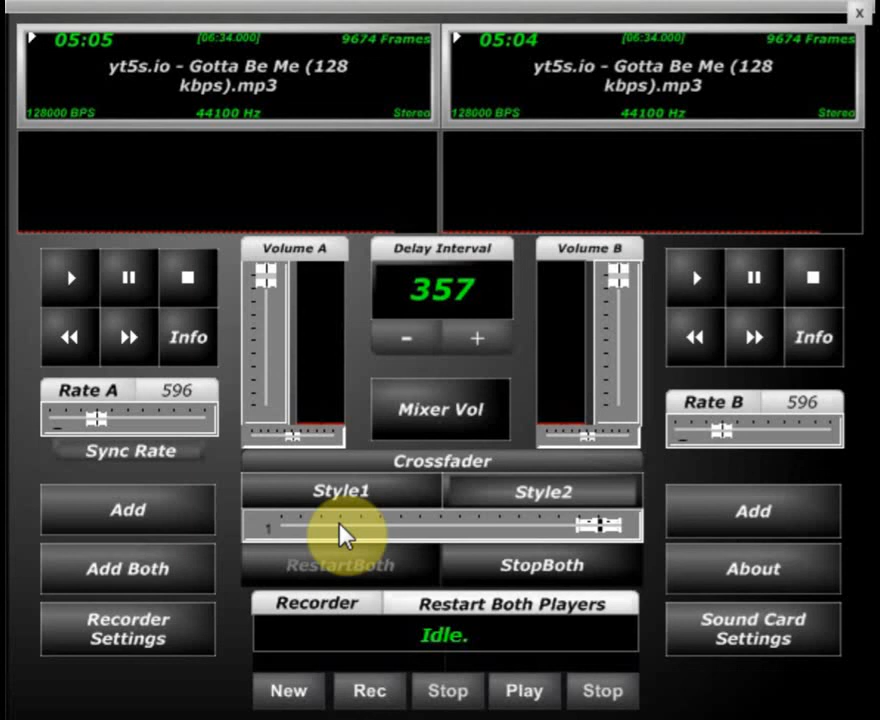 x
05:05 [06:34.000] 9674 Frames
yt5s.io - Gotta Be Me (128
kbps).mp3
128000 BPS 44100 Hz Stereo
05:04 [06:34.000] 9674 Frames
yt5s.io - Gotta Be Me (128
kbps).mp3
128000 BPS 44100 Hz Stereo
Volume A
Delay Interval
Volume B
357
- +
Info
Info
Mixer Vol
Rate A 596
Rate B 596
Sync Rate
Crossfader
Style1
Style2
1
Add
Add
RestartBoth
StopBoth
Add Both
About
Recorder
Restart Both Players
Recorder
Settings
Idle.
Sound Card
Settings
New
Rec
Stop
Play
Stop